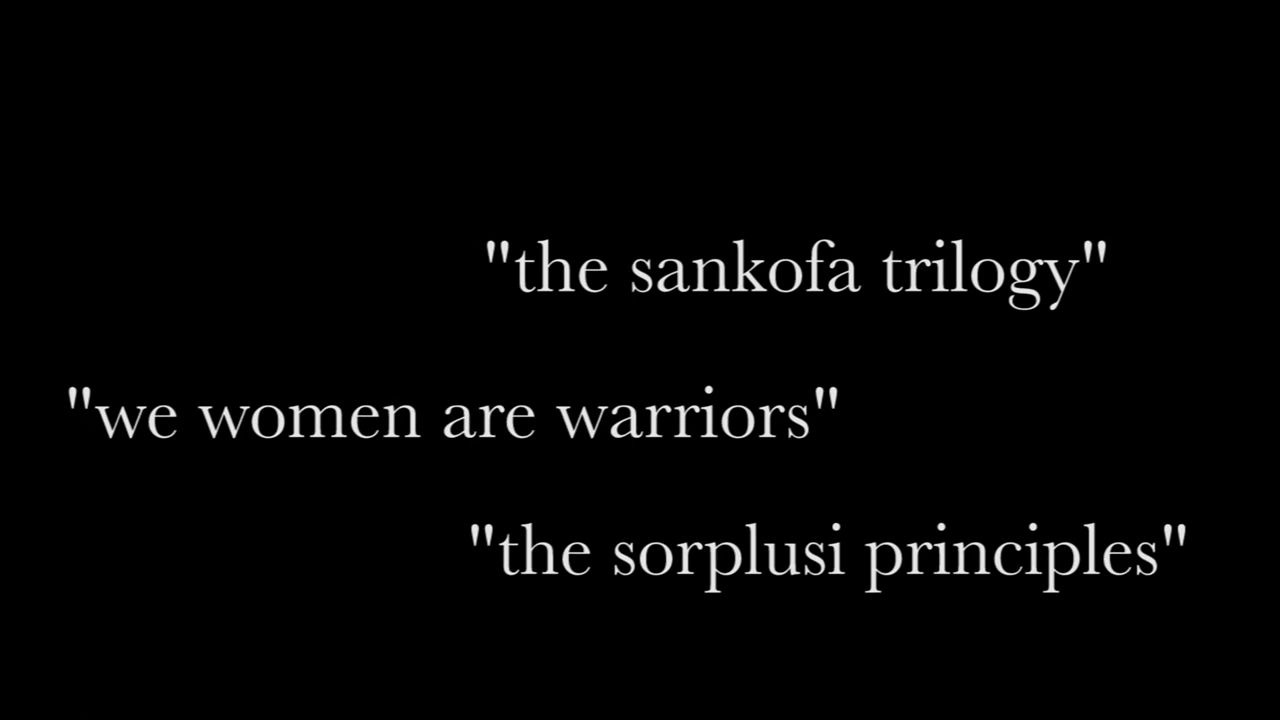 "the sankofa trilogy"
"we women are warriors"
"the sorplusi principles"